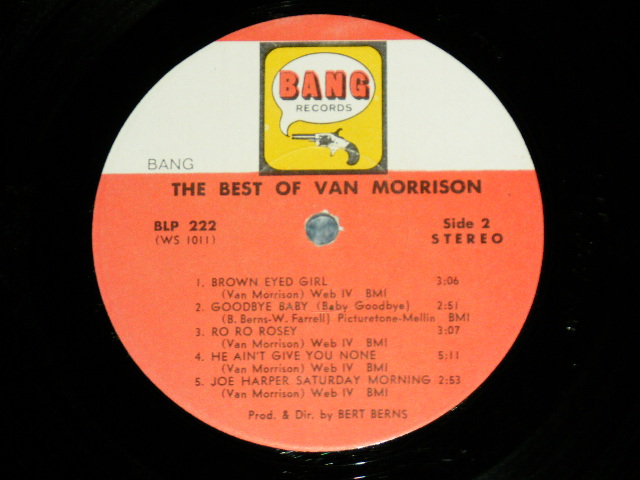 BANG
RECORDS
BANG
THE BEST OF VAN MORRISON
BLP 222
(WS 1011)
Side 2
STEREO
1. BROWN EYED GIRL 3:06
(Van Morrison) Web IV BMI
2. GOODBYE BABY (Baby Goodbye) 2:51
(B. Berns-W. Farrell) Picturetone-Mellin BMI
3. RO RO ROSEY 3:07
(Van Morrison) Web IV BMI
4. HE AIN'T GIVE YOU NONE 5:11
(Van Morrison) Web IV BMI
5. JOE HARPER SATURDAY MORNING 2:53
(Van Morrison) Web IV BMI
Prod. & Dir. by BERT BERNS